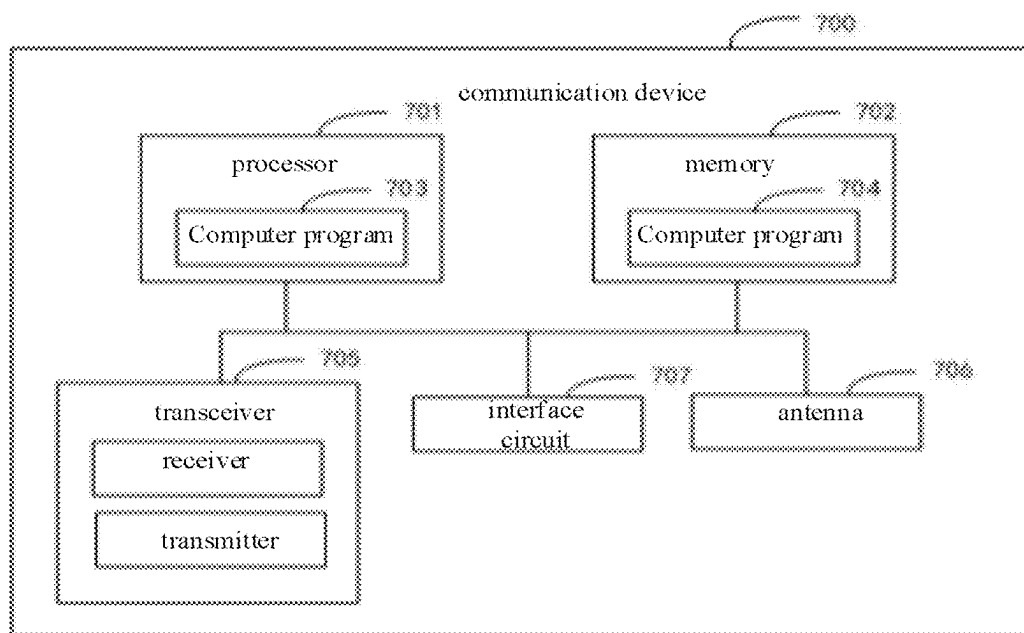 700
communication device
701
702
processor
memory
703
704
Computer program
Computer program
705
707
706
transceiver
interface
circuit
antenna
receiver
transmitter